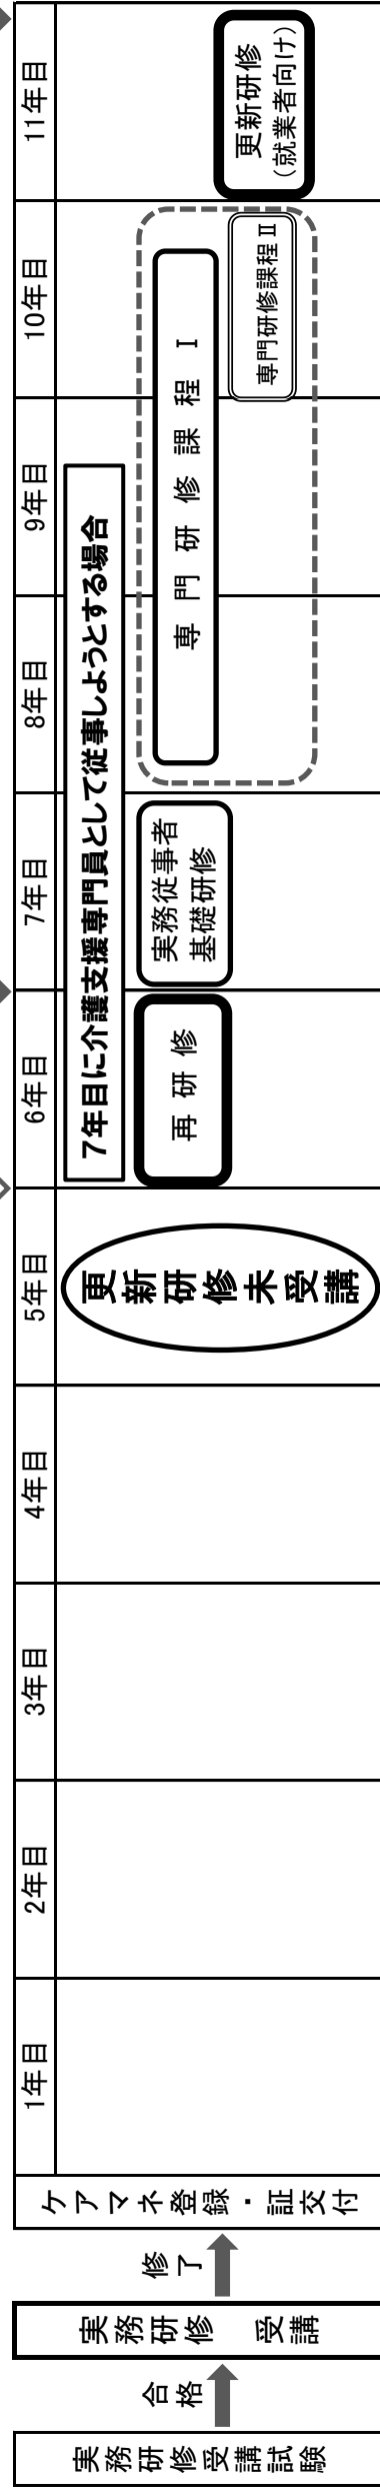 実務研修受講試験
合格
実務研修　受講
修了
ケアマネ登録・証交付
1年目
2年目
3年目
4年目
5年目
6年目
7年目
8年目
9年目
10年目
11年目
更新研修未受講
7年目に介護支援専門員として従事しようとする場合
再研修
実務従事者
基礎研修
専門研修課程　Ⅰ
専門研修課程Ⅱ
更新研修
（就業者向け）